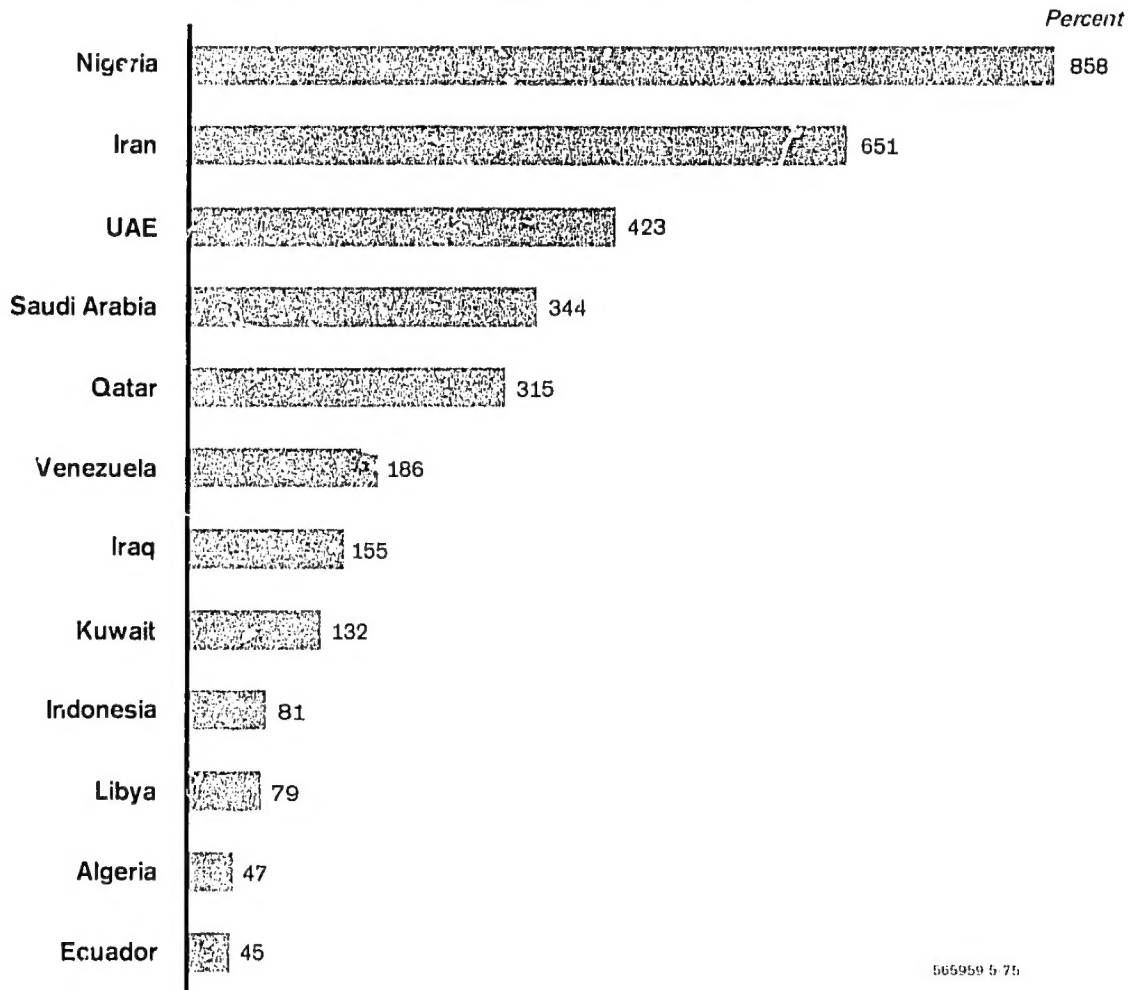 Percent
Nigeria 858
Iran 651
UAE 423
Saudi Arabia 344
Qatar 315
Venezuela 186
Iraq 155
Kuwait 132
Indonesia 81
Libya 79
Algeria 47
Ecuador 45
565959 5-75